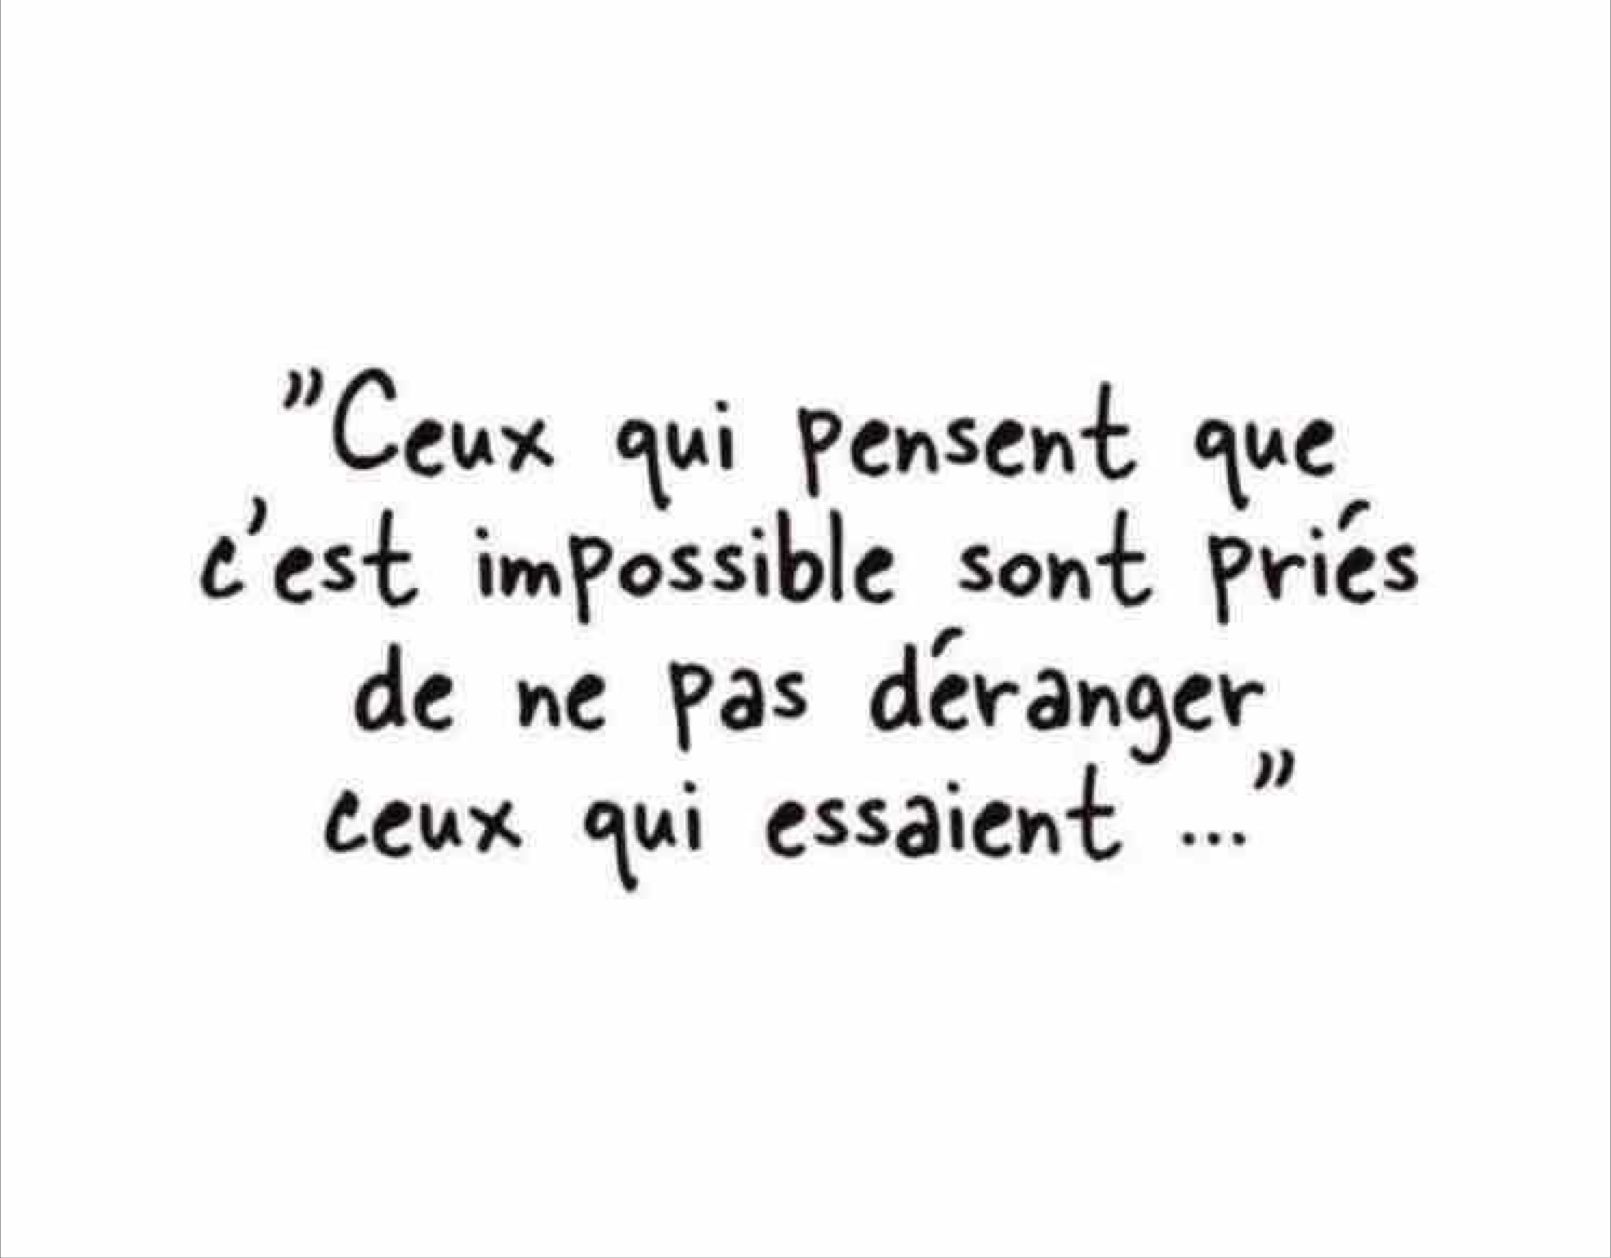 ”Ceux qui pensent que
c'est impossible sont priés
de ne pas déranger
ceux qui essaient ...”